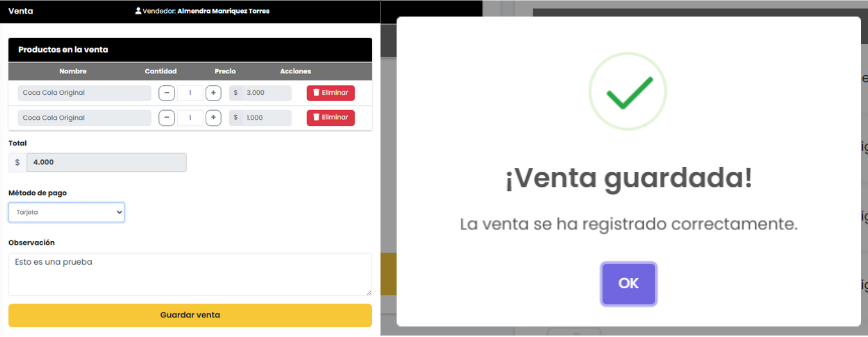 Venta
Vendedor: Almendra Manriquez Torres
Productos en la venta
Nombre Cantidad Precio Acciones
Coca Cola Original − 1 + $ 3.000 Eliminar
Coca Cola Original − 1 + $ 1.000 Eliminar
Total
$ 4.000
Método de pago
Tarjeta
Observación
Esto es una prueba
Guardar venta
¡Venta guardada!
La venta se ha registrado correctamente.
OK